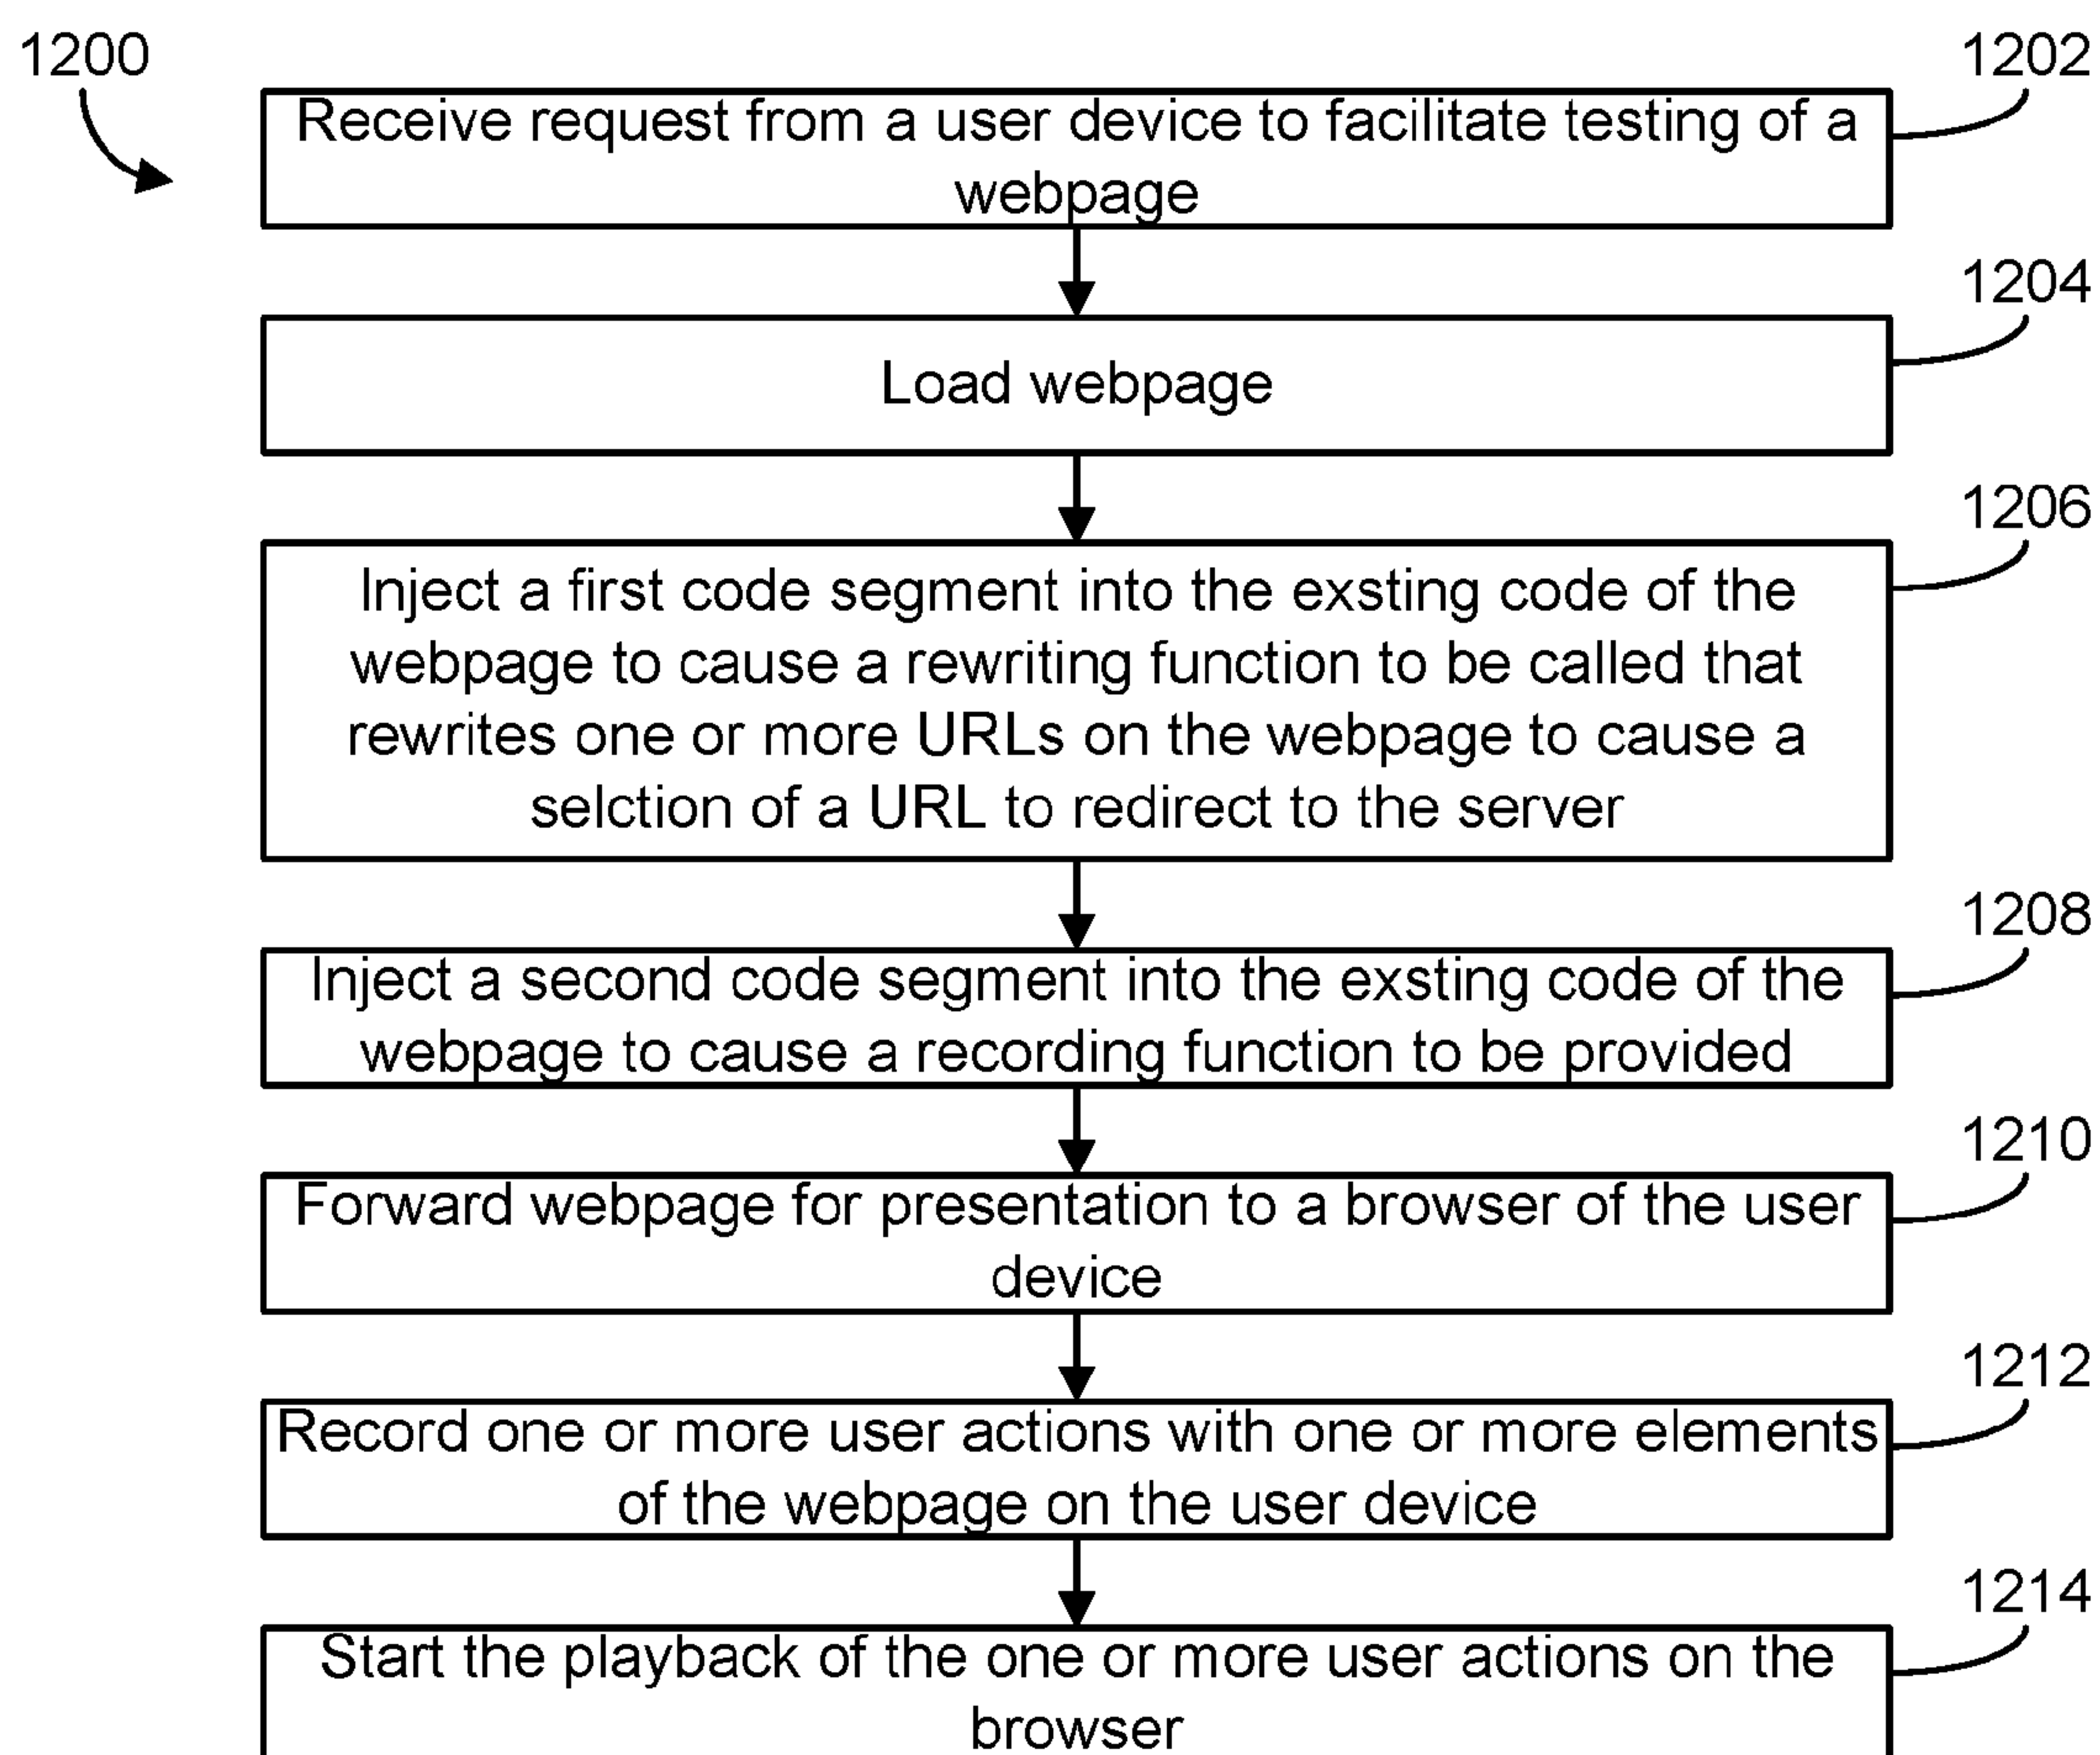 1200
1202
Receive request from a user device to facilitate testing of a
webpage
1204
Load webpage
1206
Inject a first code segment into the exsting code of the
webpage to cause a rewriting function to be called that
rewrites one or more URLs on the webpage to cause a
selction of a URL to redirect to the server
1208
Inject a second code segment into the exsting code of the
webpage to cause a recording function to be provided
1210
Forward webpage for presentation to a browser of the user
device
1212
Record one or more user actions with one or more elements
of the webpage on the user device
1214
Start the playback of the one or more user actions on the
browser